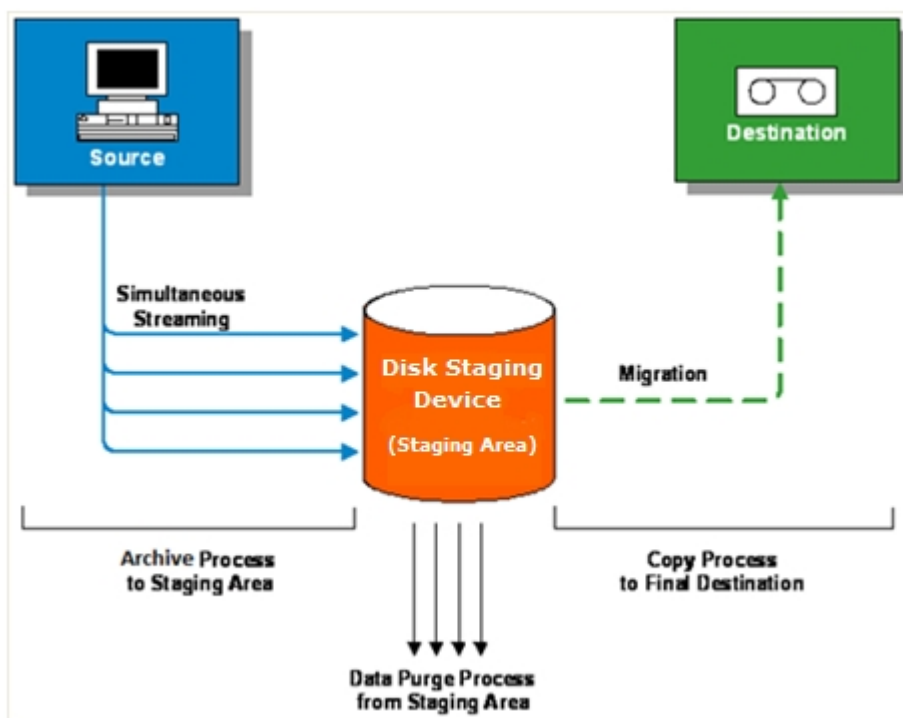 Source
Destination
Simultaneous
Streaming
Disk Staging
Device
(Staging Area)
Migration
Archive Process
to Staging Area
Copy Process
to Final Destination
Data Purge Process
from Staging Area